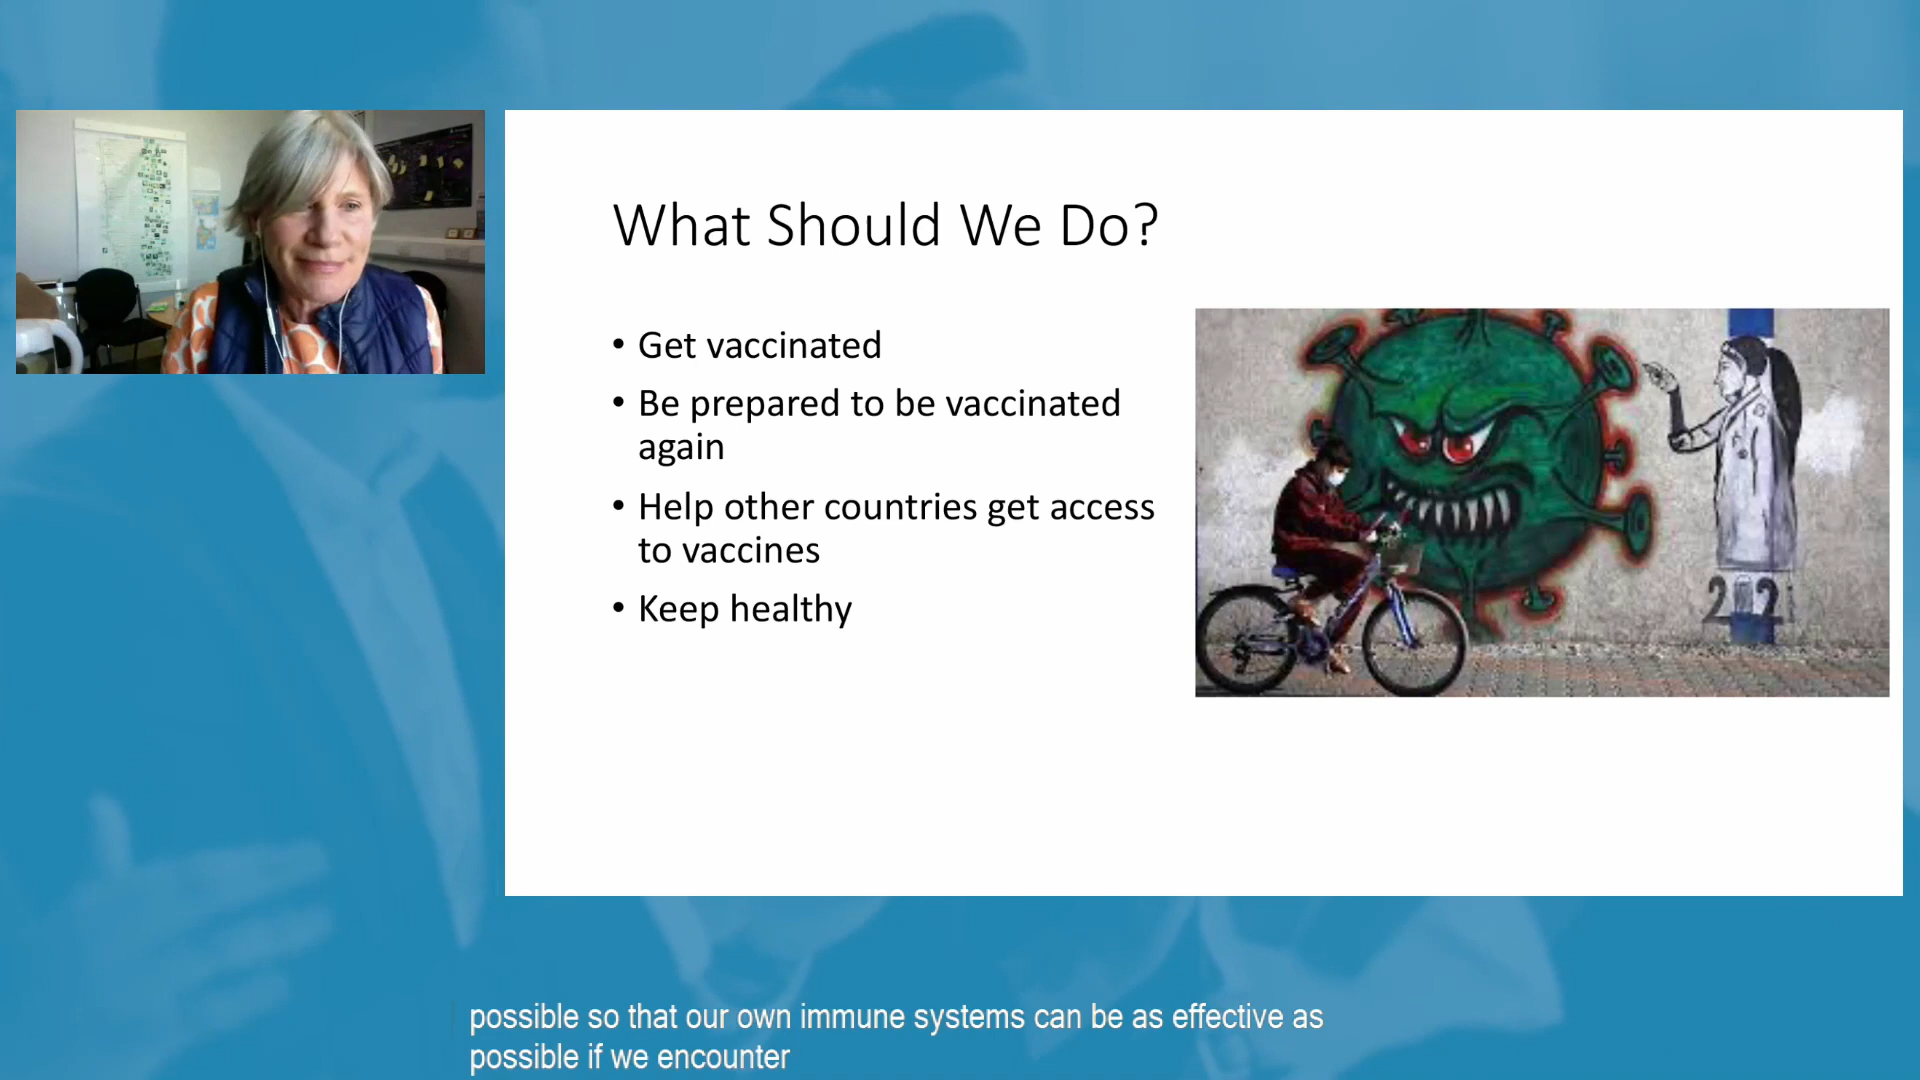 What Should We Do?
• Get vaccinated
• Be prepared to be vaccinated
again
• Help other countries get access
to vaccines
• Keep healthy
possible so that our own immune systems can be as effective as
possible if we encounter